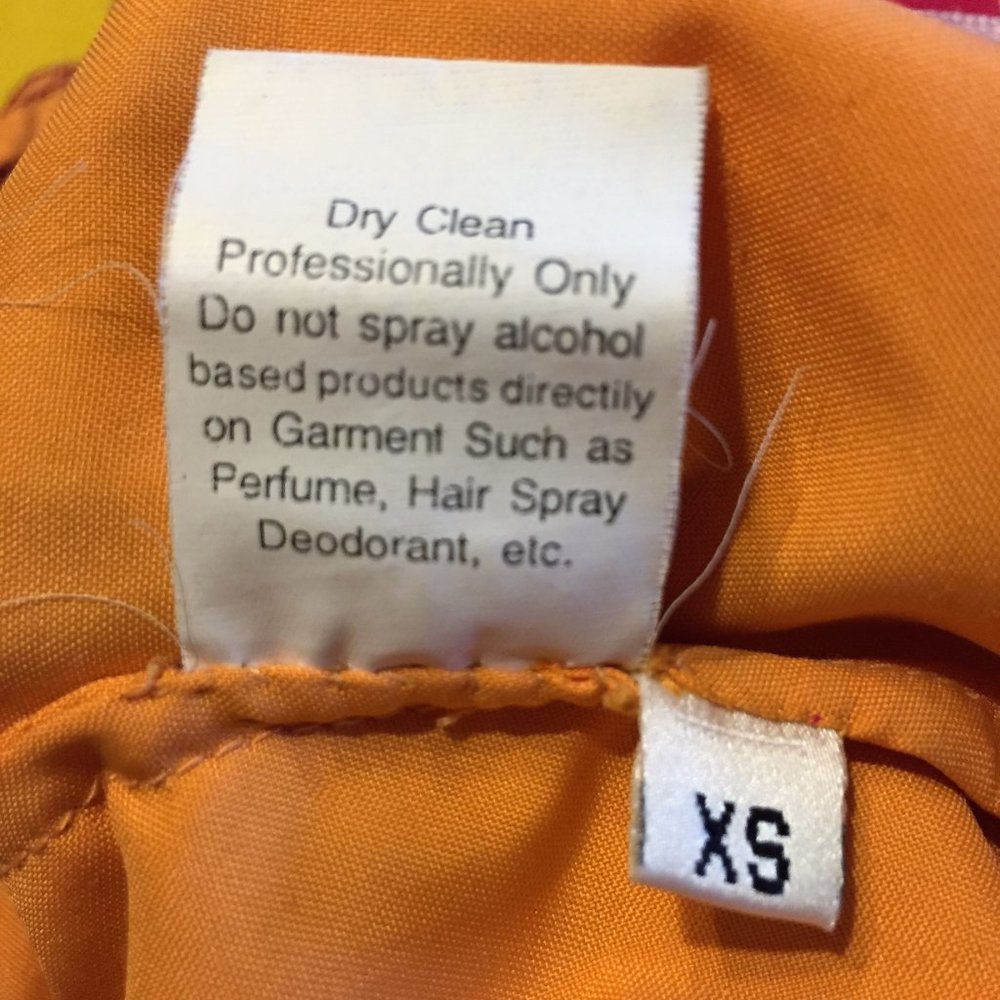 Dry Clean
Professionally Only
Do not spray alcohol
based products directily
on Garment Such as
Perfume, Hair Spray
Deodorant, etc.
XS